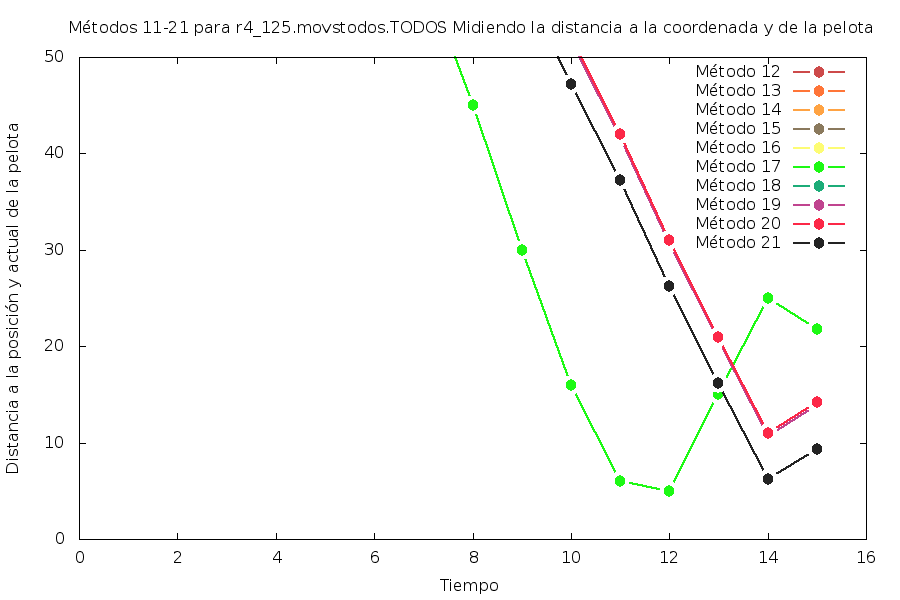 Métodos 11-21 para r4_125.movstodos.TODOS Midiendo la distancia a la coordenada y de la pelota
Distancia a la posición y actual de la pelota
50
40
30
20
10
0
Método 12
Método 13
Método 14
Método 15
Método 16
Método 17
Método 18
Método 19
Método 20
Método 21
0 2 4 6 8 10 12 14 16
Tiempo